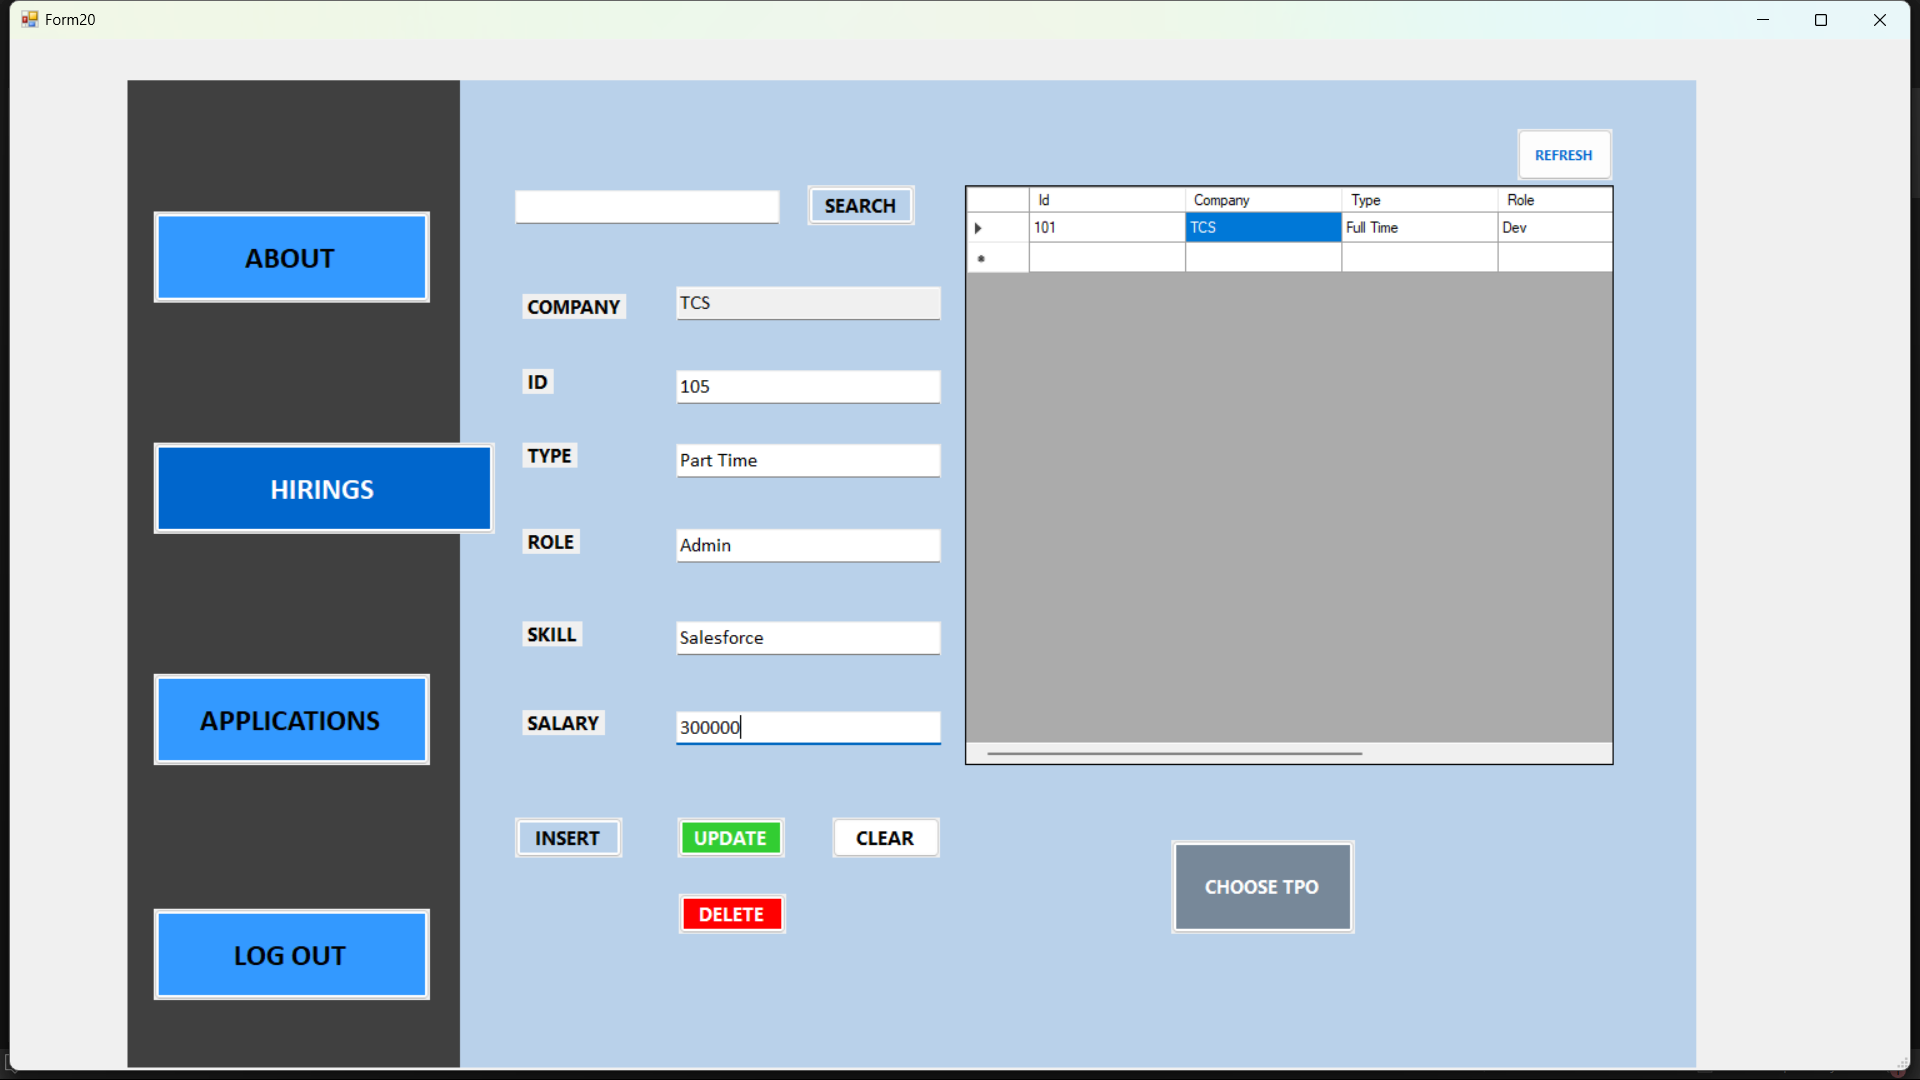 Form20
REFRESH
SEARCH
Id Company Type Role
101 TCS Full Time Dev
ABOUT
COMPANY TCS
ID 105
TYPE Part Time
HIRINGS
ROLE Admin
SKILL Salesforce
APPLICATIONS
SALARY 300000
INSERT UPDATE CLEAR
CHOOSE TPO
DELETE
LOG OUT